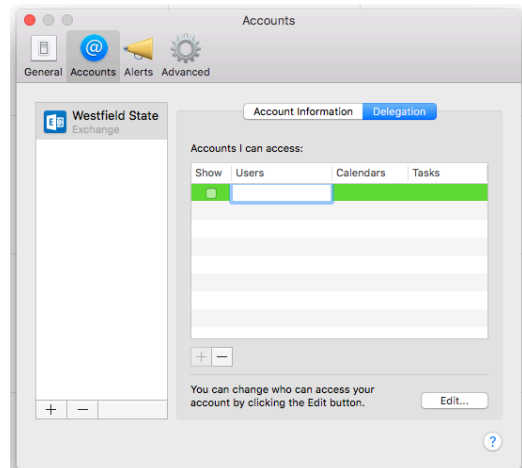 Accounts
General Accounts Alerts Advanced
Westfield State
Exchange
Account Information Delegation
Accounts I can access:
Show Users Calendars Tasks
+ −
You can change who can access your
account by clicking the Edit button.
Edit...
+ −
?